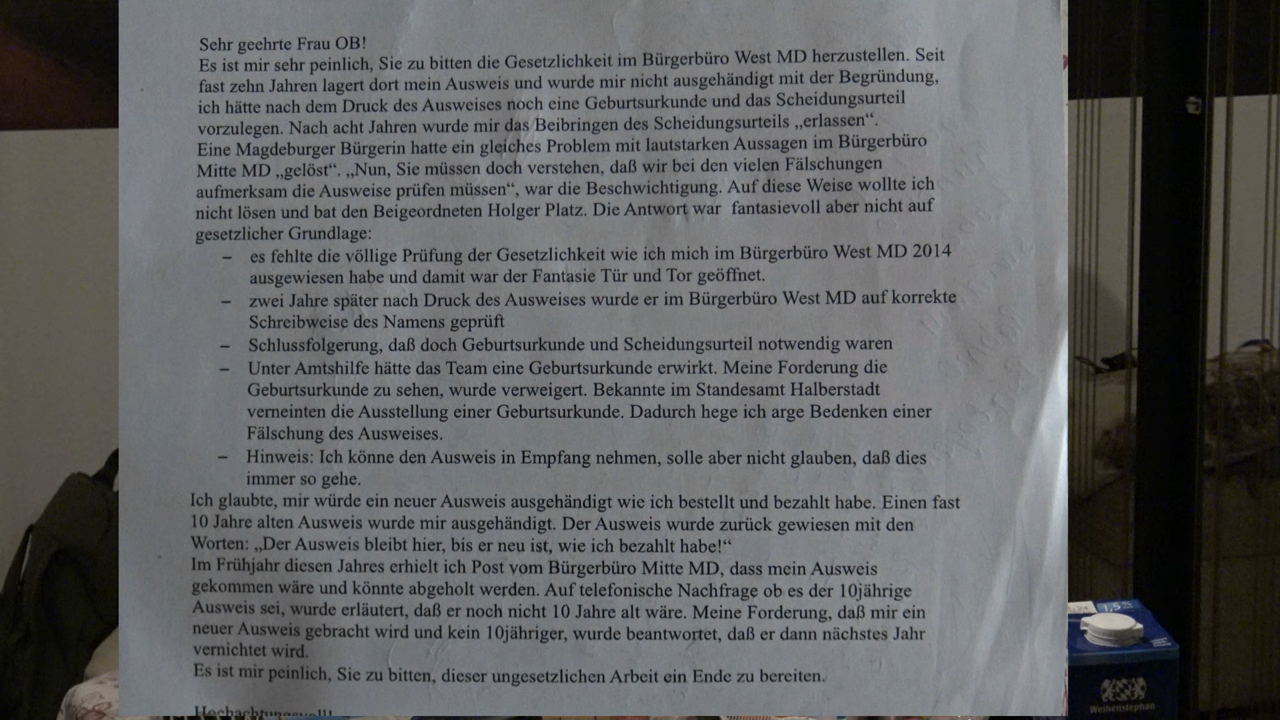 Sehr geehrte Frau OB!
Es ist mir sehr peinlich, Sie zu bitten die Gesetzlichkeit im Bürgerbüro West MD herzustellen. Seit
fast zehn Jahren lagert dort mein Ausweis und wurde mir nicht ausgehändigt mit der Begründung,
ich hätte nach dem Druck des Ausweises noch eine Geburtsurkunde und das Scheidungsurteil
vorzulegen. Nach acht Jahren wurde mir das Beibringen des Scheidungsurteils „erlassen“.
Eine Magdeburger Bürgerin hatte ein gleiches Problem mit lautstarken Aussagen im Bürgerbüro
Mitte MD „gelöst“. „Nun, Sie müssen doch verstehen, daß wir bei den vielen Fälschungen
aufmerksam die Ausweise prüfen müssen“, war die Beschwichtigung. Auf diese Weise wollte ich
nicht lösen und bat den Beigeordneten Holger Platz. Die Antwort war fantasievoll aber nicht auf
gesetzlicher Grundlage:
– es fehlte die völlige Prüfung der Gesetzlichkeit wie ich mich im Bürgerbüro West MD 2014
ausgewiesen habe und damit war der Fantasie Tür und Tor geöffnet.
– zwei Jahre später nach Druck des Ausweises wurde er im Bürgerbüro West MD auf korrekte
Schreibweise des Namens geprüft
– Schlussfolgerung, daß doch Geburtsurkunde und Scheidungsurteil notwendig waren
– Unter Amtshilfe hätte das Team eine Geburtsurkunde erwirkt. Meine Forderung die
Geburtsurkunde zu sehen, wurde verweigert. Bekannte im Standesamt Halberstadt
verneinten die Ausstellung einer Geburtsurkunde. Dadurch hege ich arge Bedenken einer
Fälschung des Ausweises.
– Hinweis: Ich könne den Ausweis in Empfang nehmen, solle aber nicht glauben, daß dies
immer so gehe.
Ich glaubte, mir würde ein neuer Ausweis ausgehändigt wie ich bestellt und bezahlt habe. Einen fast
10 Jahre alten Ausweis wurde mir ausgehändigt. Der Ausweis wurde zurück gewiesen mit den
Worten: „Der Ausweis bleibt hier, bis er neu ist, wie ich bezahlt habe!“
Im Frühjahr diesen Jahres erhielt ich Post vom Bürgerbüro Mitte MD, dass mein Ausweis
gekommen wäre und könnte abgeholt werden. Auf telefonische Nachfrage ob es der 10jährige
Ausweis sei, wurde erläutert, daß er noch nicht 10 Jahre alt wäre. Meine Forderung, daß mir ein
neuer Ausweis gebracht wird und kein 10jähriger, wurde beantwortet, daß er dann nächstes Jahr
vernichtet wird.
Es ist mir peinlich, Sie zu bitten, dieser ungesetzlichen Arbeit ein Ende zu bereiten.
Hochachtungsvoll!
1,5%
Weihenstephan